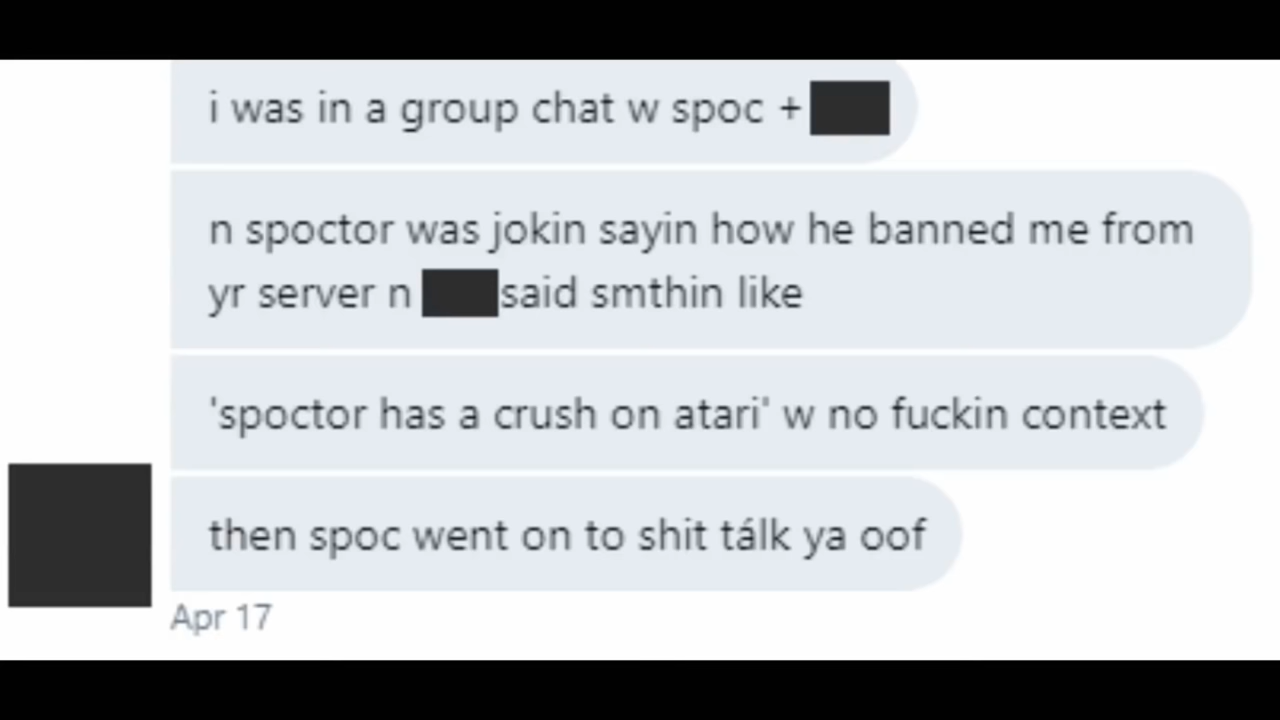 i was in a group chat w spoc +
n spoctor was jokin sayin how he banned me from
yr server n said smthin like
'spoctor has a crush on atari' w no fuckin context
then spoc went on to shit tálk ya oof
Apr 17